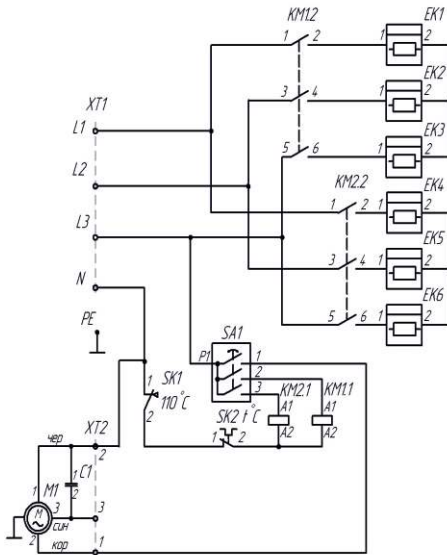 KM1.2
EK1
1 2 1 2
EK2
3 4 1 2
XT1
EK3
L1
5 6 1 2
L2
KM2.2
EK4
1 2 1 2
L3
EK5
3 4 1 2
N
EK6
5 6 1 2
PE
SA1
P1 1
SK1
1 2
110°C
3 KM2.1 KM1.1
2
SK2 t°C A1 A1
XT2
1 2 A2 A2
чер 2
C1
1
M1 2
1 M 3 син 3
2 кор 1